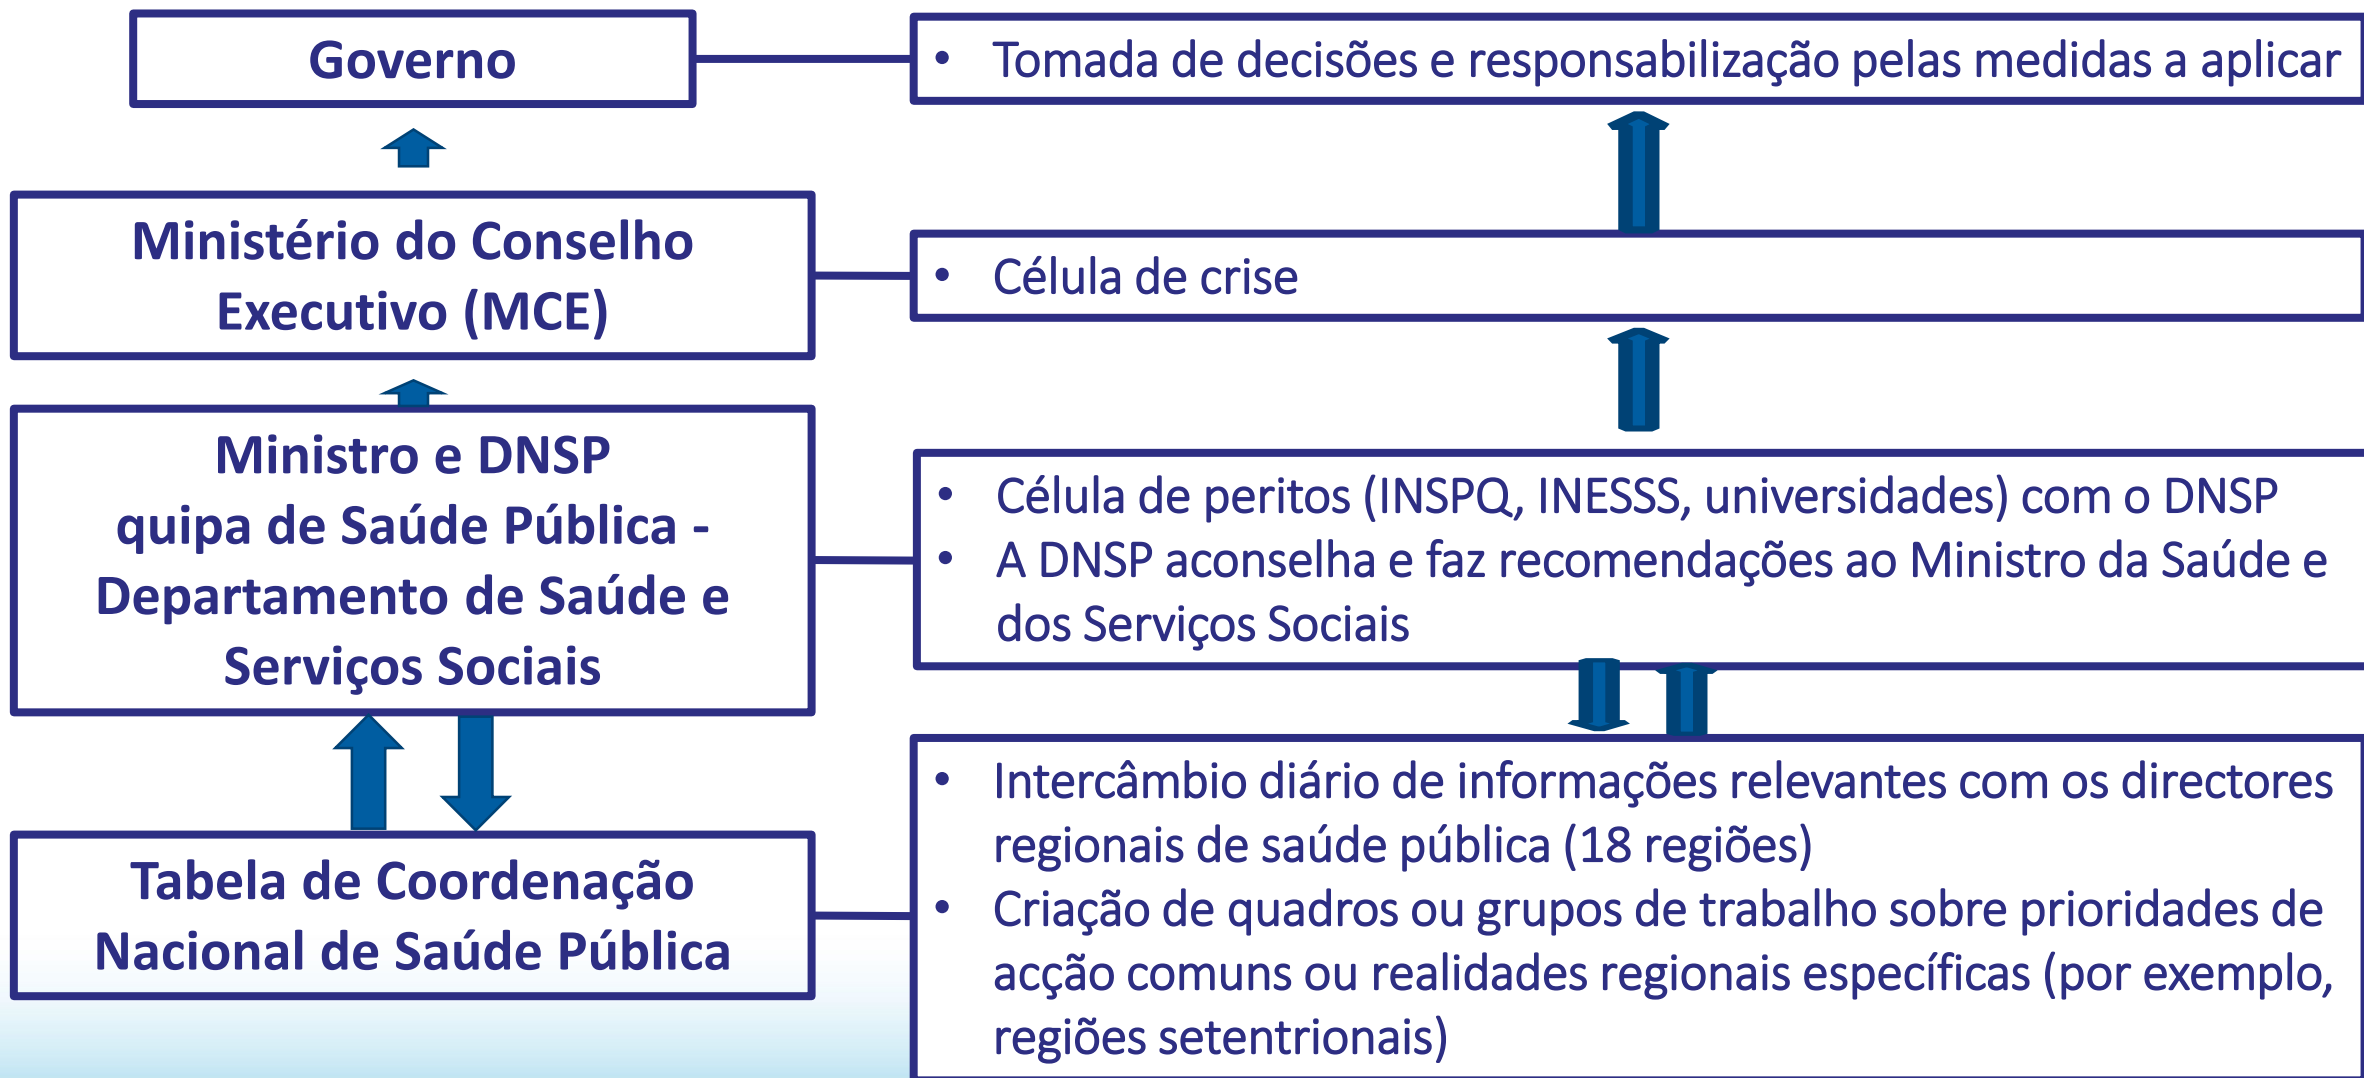 Governo
• Tomada de decisões e responsabilização pelas medidas a aplicar
Ministério do Conselho
Executivo (MCE)
• Célula de crise
Ministro e DNSP
quipa de Saúde Pública -
Departamento de Saúde e
Serviços Sociais
• Célula de peritos (INSPQ, INESSS, universidades) com o DNSP
• A DNSP aconselha e faz recomendações ao Ministro da Saúde e
dos Serviços Sociais
Tabela de Coordenação
Nacional de Saúde Pública
• Intercâmbio diário de informações relevantes com os directores
regionais de saúde pública (18 regiões)
• Criação de quadros ou grupos de trabalho sobre prioridades de
acção comuns ou realidades regionais específicas (por exemplo,
regiões setentrionais)